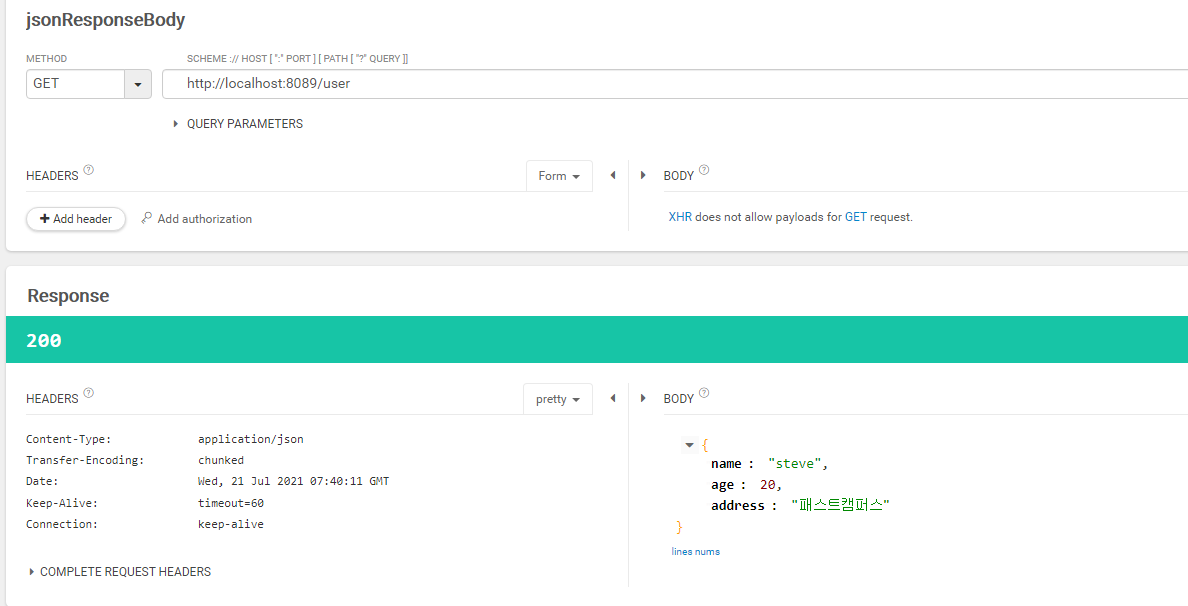 jsonResponseBody
METHOD
SCHEME :// HOST [ ":" PORT ] [ PATH [ "?" QUERY ]]
GET
http://localhost:8089/user
QUERY PARAMETERS
HEADERS ?
Form
BODY ?
+ Add header
Add authorization
XHR does not allow payloads for GET request.
Response
200
HEADERS ?
pretty
BODY ?
Content-Type: application/json
Transfer-Encoding: chunked
Date: Wed, 21 Jul 2021 07:40:11 GMT
Keep-Alive: timeout=60
Connection: keep-alive
{
name : "steve",
age : 20,
address : "패스트캠퍼스"
}
lines nums
COMPLETE REQUEST HEADERS